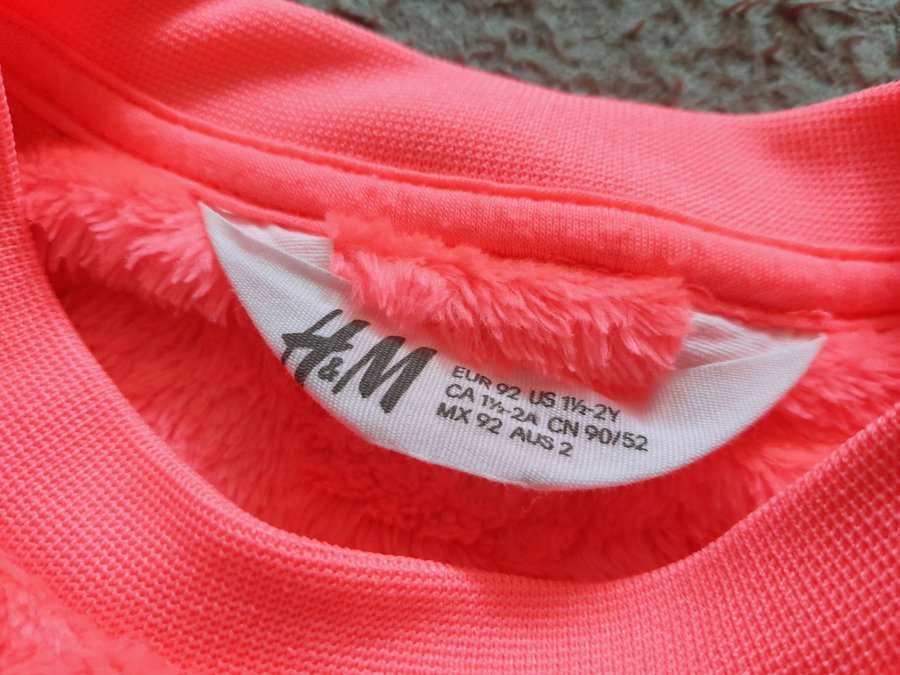 H&M
EUR 92 US 1½-2Y
CA 1½-2A CN 90/52
MX 92 AUS 2